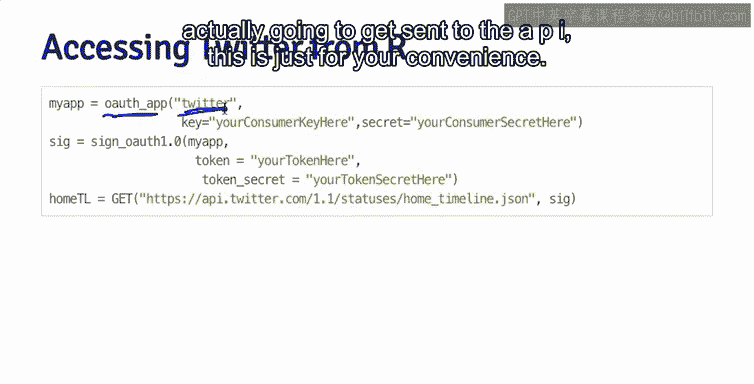 actually going to get sent to the a p i,
this is just for your convenience.
Accessing Twitter from R
myapp = oauth_app("twitter",
key="yourConsumerKeyHere",secret="yourConsumerSecretHere")
sig = sign_oauth1.0(myapp,
token = "yourTokenHere",
token_secret = "yourTokenSecretHere")
homeTL = GET("https://api.twitter.com/1.1/statuses/home_timeline.json", sig)